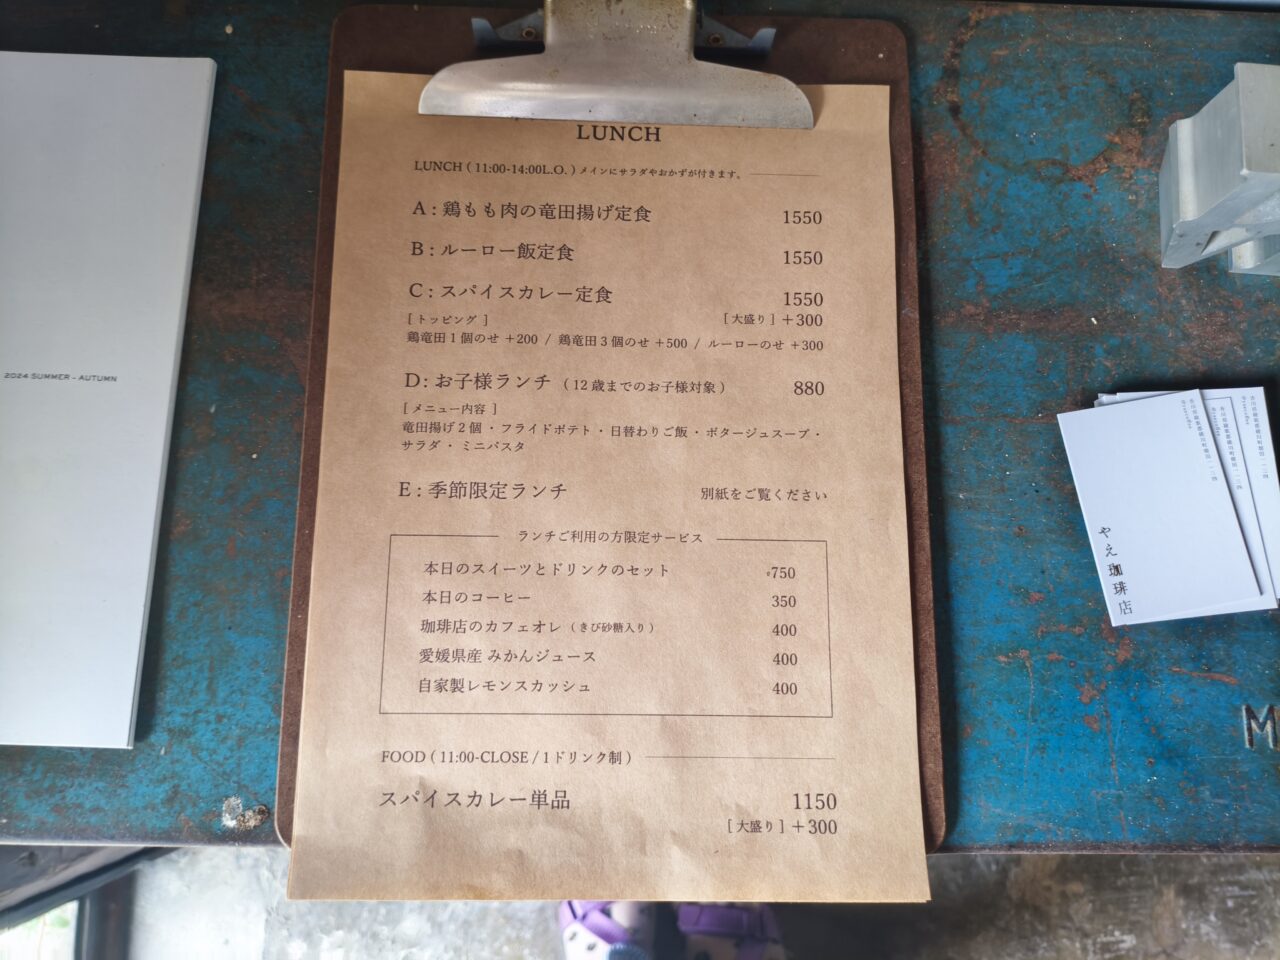 LUNCH
LUNCH ( 11:00-14:00L.O. ) メインにサラダやおかずが付きます。
A : 鶏もも肉の竜田揚げ定食 1550
B : ルーロー飯定食 1550
C : スパイスカレー定食 1550
[ トッピング ] [ 大盛り ] +300
鶏竜田1個のせ +200 / 鶏竜田3個のせ +500 / ルーローのせ +300
D : お子様ランチ ( 12歳までのお子様対象 ) 880
[ メニュー内容 ]
竜田揚げ2個 ・ フライドポテト ・ 日替わりご飯 ・ ポタージュスープ ・
サラダ ・ ミニパスタ
E : 季節限定ランチ 別紙をご覧ください
ランチご利用の方限定サービス
本日のスイーツとドリンクのセット 750
本日のコーヒー 350
珈琲店のカフェオレ ( きび砂糖入り ) 400
愛媛県産 みかんジュース 400
自家製レモンスカッシュ 400
FOOD ( 11:00-CLOSE / 1ドリンク制 )
スパイスカレー単品 1150
[ 大盛り ] +300
2024 SUMMER - AUTUMN
やえ珈琲店
M